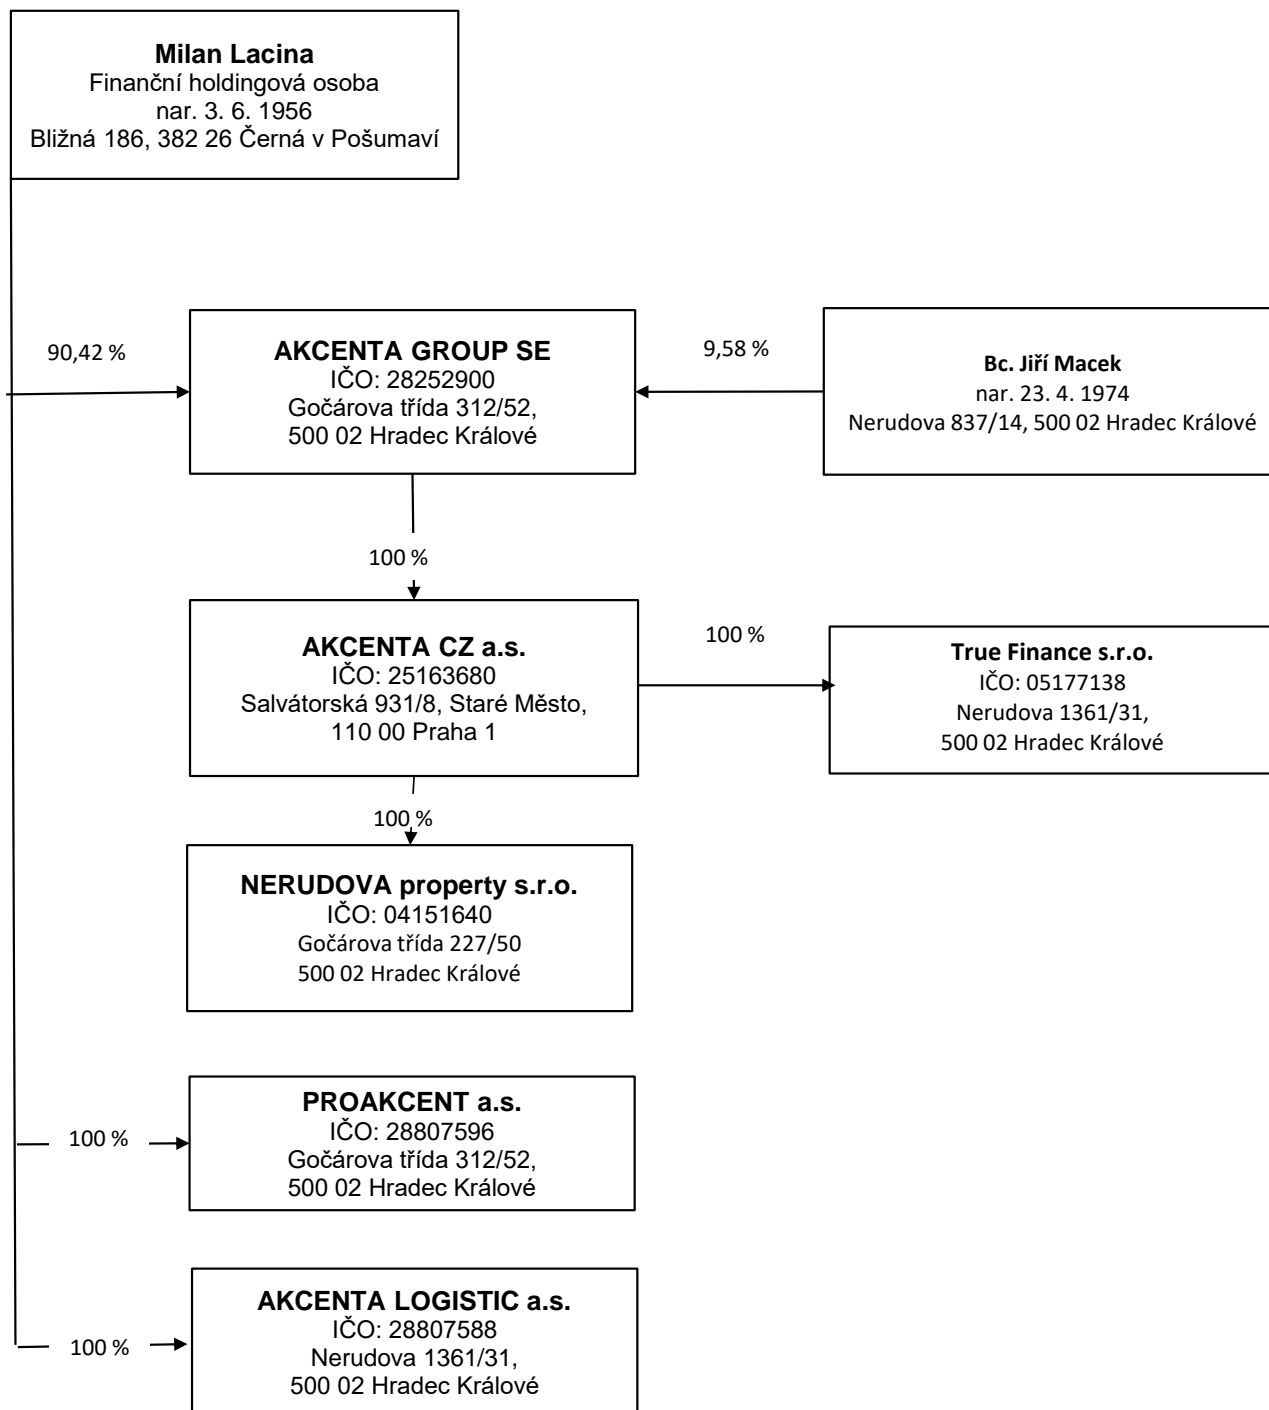 Milan Lacina
Finanční holdingová osoba
nar. 3. 6. 1956
Bližná 186, 382 26 Černá v Pošumaví
90,42 %
AKCENTA GROUP SE
IČO: 28252900
Gočárova třída 312/52,
500 02 Hradec Králové
9,58 %
Bc. Jiří Macek
nar. 23. 4. 1974
Nerudova 837/14, 500 02 Hradec Králové
100 %
AKCENTA CZ a.s.
IČO: 25163680
Salvátorská 931/8, Staré Město,
110 00 Praha 1
100 %
True Finance s.r.o.
IČO: 05177138
Nerudova 1361/31,
500 02 Hradec Králové
100 %
NERUDOVA property s.r.o.
IČO: 04151640
Gočárova třída 227/50
500 02 Hradec Králové
100 %
PROAKCENT a.s.
IČO: 28807596
Gočárova třída 312/52,
500 02 Hradec Králové
100 %
AKCENTA LOGISTIC a.s.
IČO: 28807588
Nerudova 1361/31,
500 02 Hradec Králové